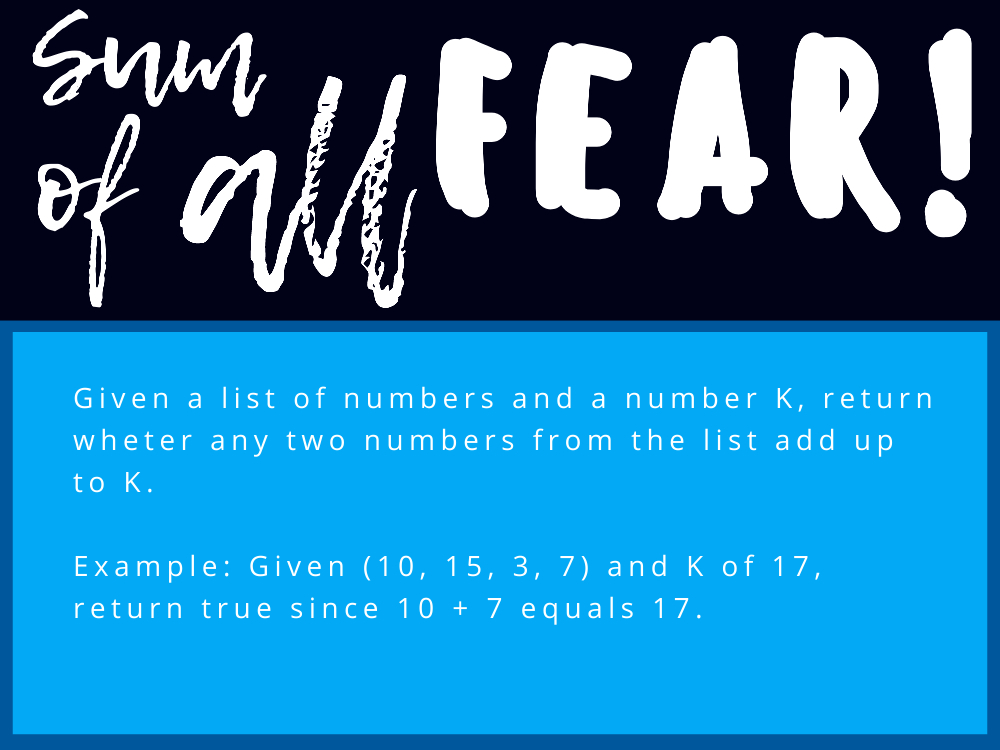 sum
of all FEAR!
Given a list of numbers and a number K, return
wheter any two numbers from the list add up
to K.
Example: Given (10, 15, 3, 7) and K of 17,
return true since 10 + 7 equals 17.